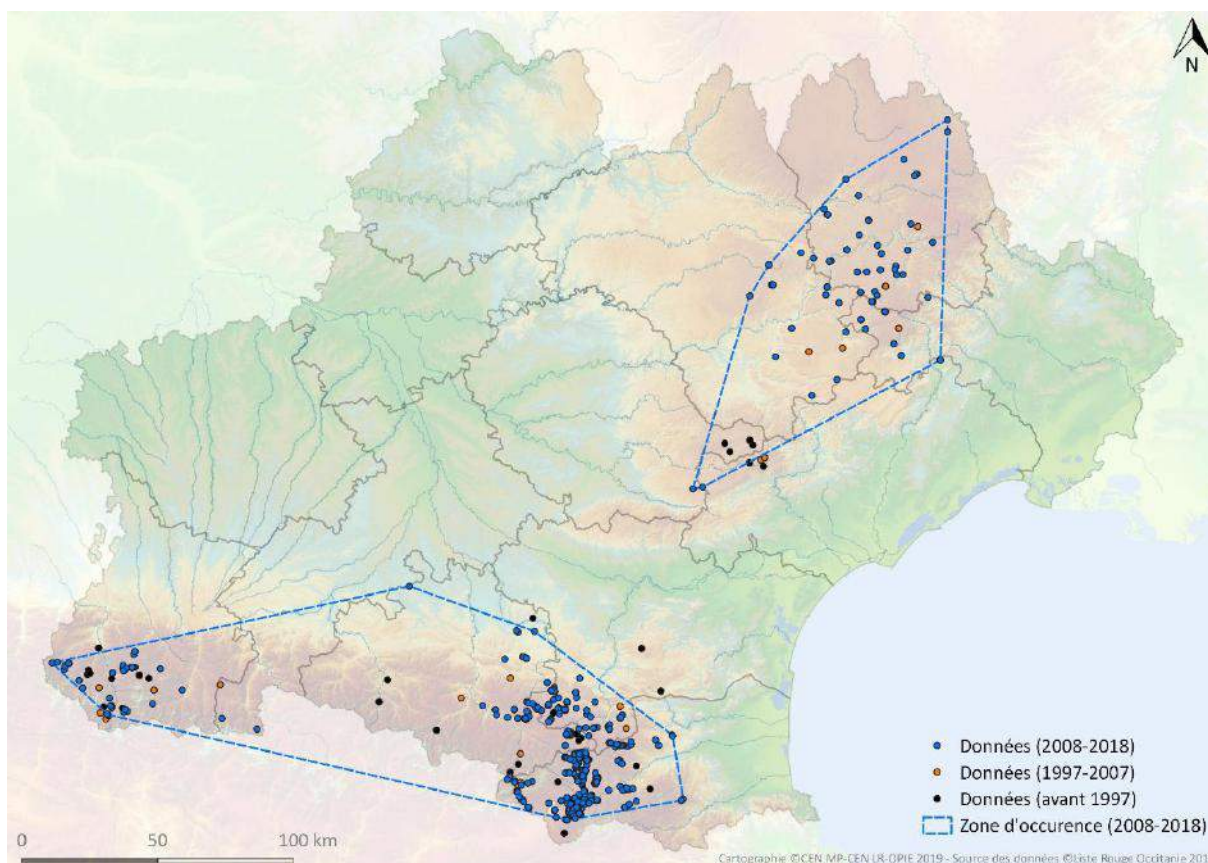 N
Données (2008-2018)
Données (1997-2007)
Données (avant 1997)
Zone d'occurence (2008-2018)
0 50 100 km
Cartographie ©CEN MP-CEN LR-OPIE 2019 - Source des données ©Liste Rouge Occitanie 201